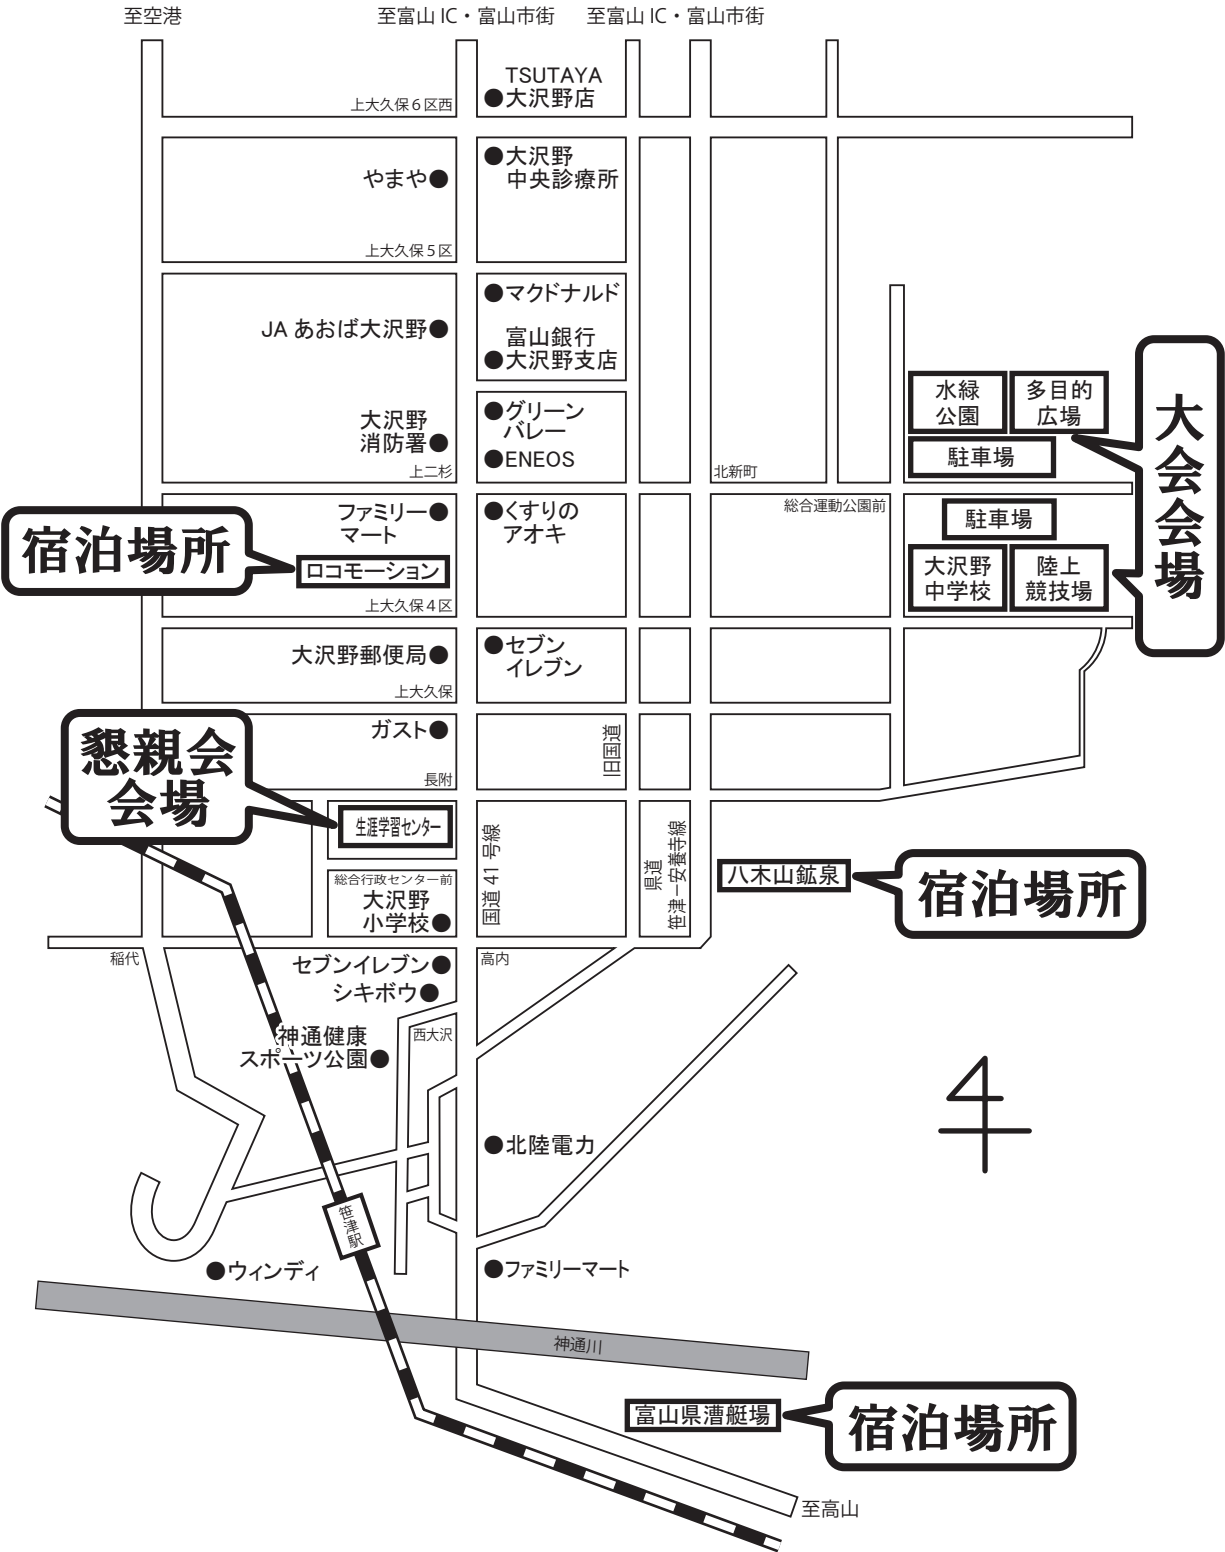 至空港
至富山 IC・富山市街
至富山 IC・富山市街
TSUTAYA
大沢野店
上大久保６区西
大沢野
中央診療所
やまや
上大久保５区
マクドナルド
JA あおば大沢野
富山銀行
大沢野支店
水緑
公園
多目的
広場
大会会場
グリーン
バレー
大沢野
消防署
ENEOS
駐車場
上二杉
北新町
総合運動公園前
ファミリー
マート
くすりの
アオキ
駐車場
宿泊場所
ロコモーション
大沢野
中学校
陸上
競技場
上大久保４区
大沢野郵便局
セブン
イレブン
上大久保
ガスト
旧国道
懇親会
会場
長附
生涯学習センター
国道 41 号線
県道
笹津－安養寺線
八木山鉱泉
宿泊場所
総合行政センター前
大沢野
小学校
稲代
セブンイレブン
高内
シキボウ
神通健康
スポーツ公園
西大沢
北陸電力
笹津駅
ウィンディ
ファミリーマート
神通川
富山県漕艇場
宿泊場所
至高山